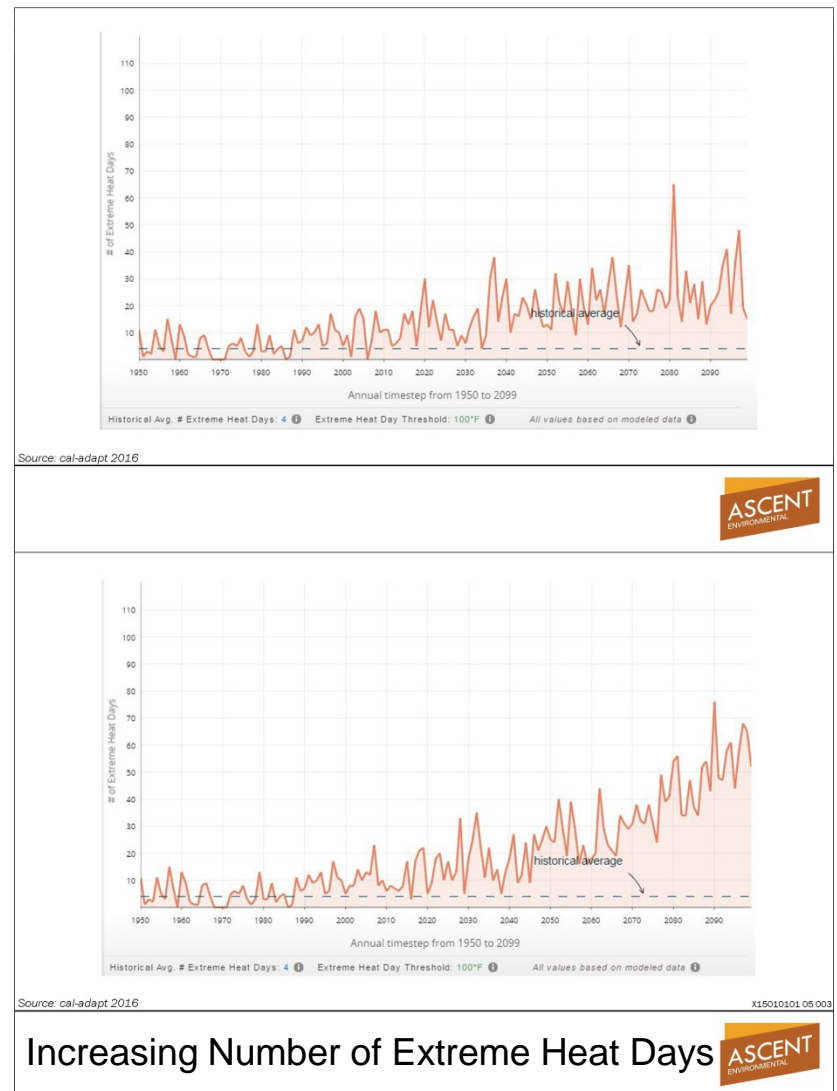 110
100
90
80
70
60
50
40
30
20
10
# of Extreme Heat Days
historical average
1950 1960 1970 1980 1990 2000 2010 2020 2030 2040 2050 2060 2070 2080 2090
Annual timestep from 1950 to 2099
Historical Avg. # Extreme Heat Days: 4 Extreme Heat Day Threshold: 100°F All values based on modeled data
Source: cal-adapt 2016
ASCENT
ENVIRONMENTAL
110
100
90
80
70
60
50
40
30
20
10
# of Extreme Heat Days
historical average
1950 1960 1970 1980 1990 2000 2010 2020 2030 2040 2050 2060 2070 2080 2090
Annual timestep from 1950 to 2099
Historical Avg. # Extreme Heat Days: 4 Extreme Heat Day Threshold: 100°F All values based on modeled data
Source: cal-adapt 2016
X15010101 05 003
Increasing Number of Extreme Heat Days
ASCENT
ENVIRONMENTAL